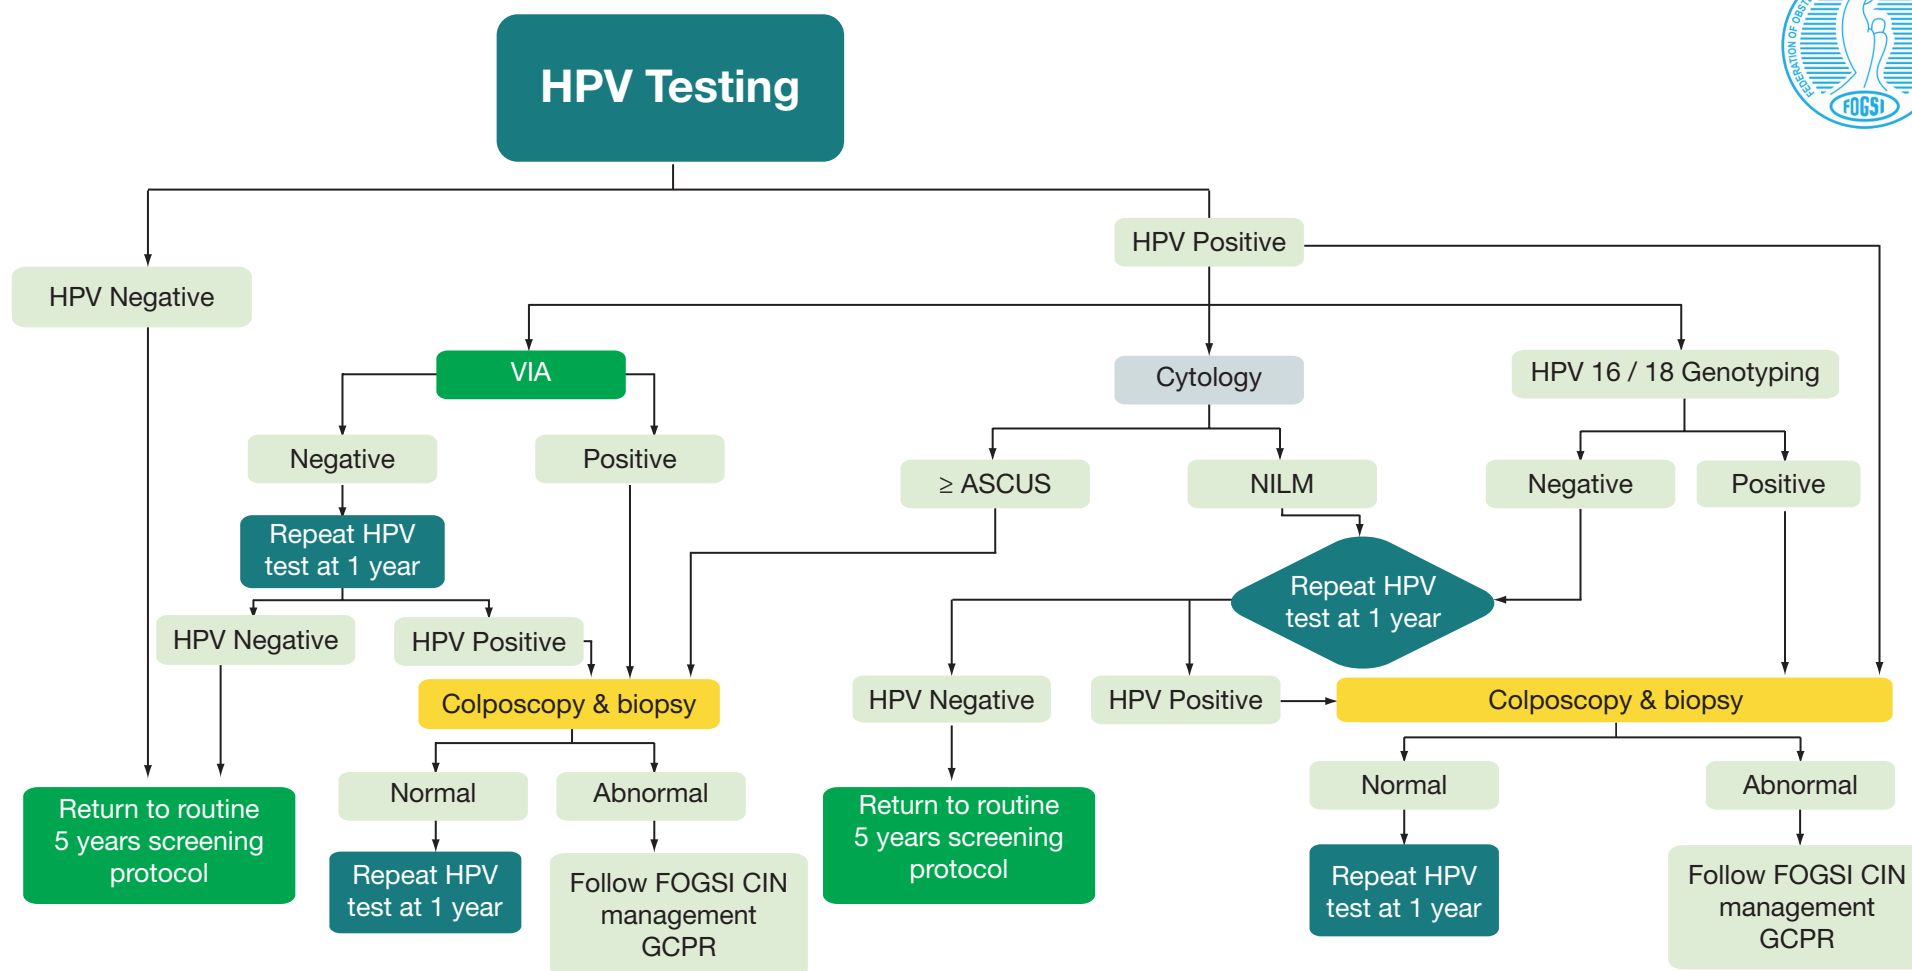 HPV Testing
FEDERATION OF OBSTE
FOGSI
HPV Positive
HPV Negative
VIA
Cytology
HPV 16 / 18 Genotyping
Negative
Positive
≥ ASCUS
NILM
Negative
Positive
Repeat HPV
test at 1 year
Repeat HPV
test at 1 year
HPV Negative
HPV Positive
HPV Negative
HPV Positive
Colposcopy & biopsy
Colposcopy & biopsy
Normal
Abnormal
Normal
Abnormal
Return to routine
5 years screening
protocol
Repeat HPV
test at 1 year
Follow FOGSI CIN
management
GCPR
Return to routine
5 years screening
protocol
Repeat HPV
test at 1 year
Follow FOGSI CIN
management
GCPR